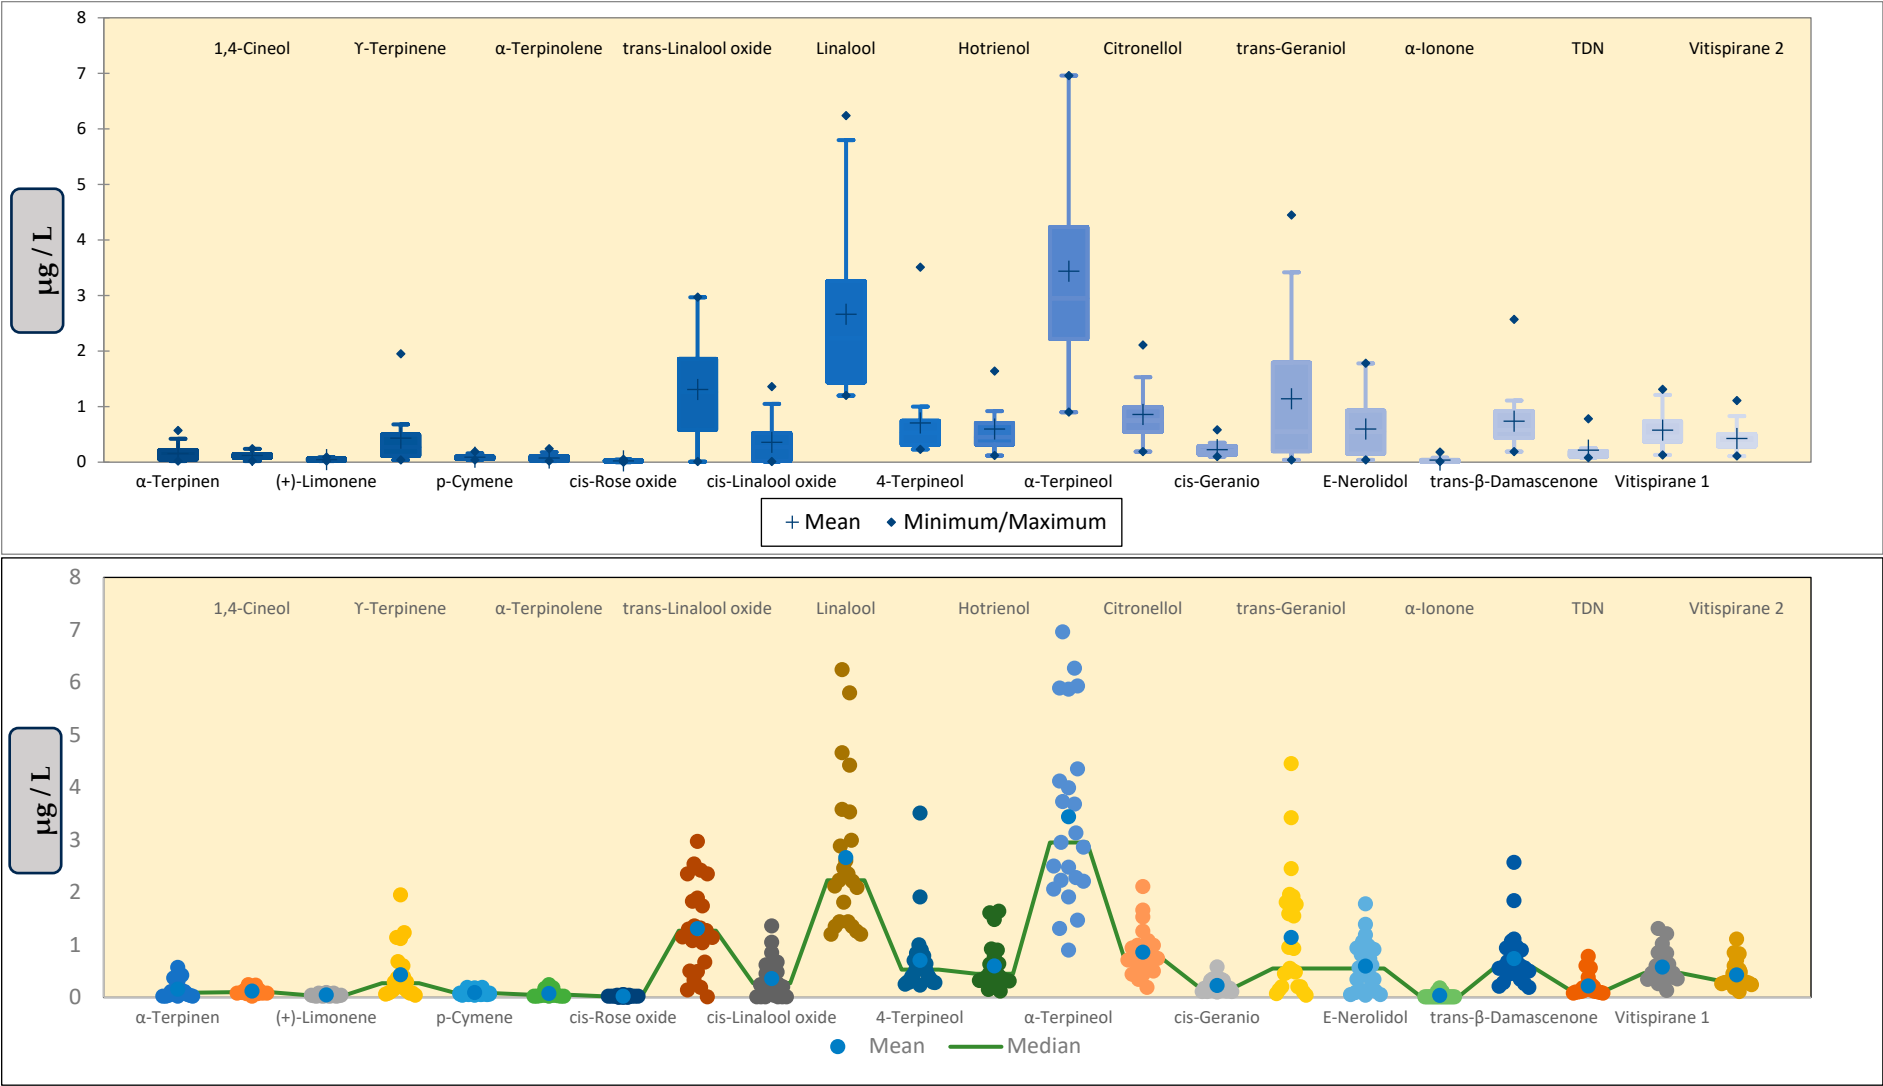 8
1,4-Cineol ϒ-Terpinene α-Terpinolene trans-Linalool oxide Linalool Hotrienol Citronellol trans-Geraniol α-Ionone TDN Vitispirane 2
7
6
5
4
3
2
1
0
µg / L
α-Terpinen (+)-Limonene p-Cymene cis-Rose oxide cis-Linalool oxide 4-Terpineol α-Terpineol cis-Geranio E-Nerolidol trans-β-Damascenone Vitispirane 1
Mean Minimum/Maximum
8
1,4-Cineol ϒ-Terpinene α-Terpinolene trans-Linalool oxide Linalool Hotrienol Citronellol trans-Geraniol α-Ionone TDN Vitispirane 2
7
6
5
4
3
2
1
0
µg / L
α-Terpinen (+)-Limonene p-Cymene cis-Rose oxide cis-Linalool oxide 4-Terpineol α-Terpineol cis-Geranio E-Nerolidol trans-β-Damascenone Vitispirane 1
Mean Median